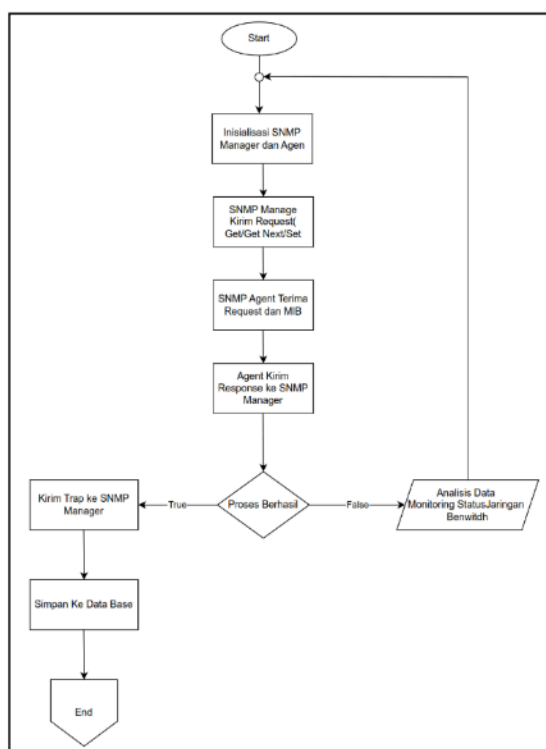 Start
Inisialisasi SNMP
Manager dan Agen
SNMP Manage
Kirim Request(
Get/Get Next/Set
SNMP Agent Terima
Request dan MIB
Agent Kirim
Response ke SNMP
Manager
Kirim Trap ke SNMP
Manager
True
Proses Berhasil
False
Analisis Data
Monitoring StatusJaringan
Benwitdh
Simpan Ke Data Base
End